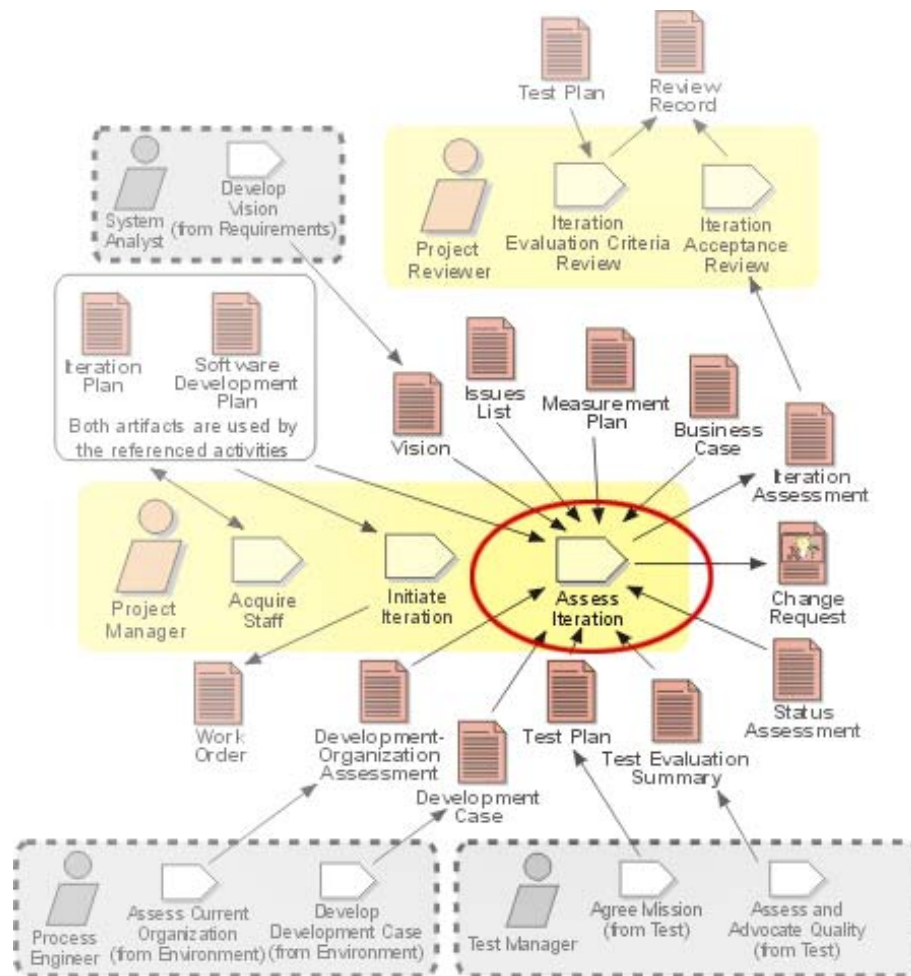 Test Plan
Review
Record
System
Analyst
Develop
Vision
(from Requirements)
Project
Reviewer
Iteration
Evaluation Criteria
Review
Iteration
Acceptance
Review
Iteration
Plan
Software
Development
Plan
Both artifacts are used by
the referenced activities
Vision
Issues
List
Measurement
Plan
Business
Case
Iteration
Assessment
Project
Manager
Acquire
Staff
Initiate
Iteration
Assess
Iteration
Change
Request
Work
Order
Development-
Organization
Assessment
Development
Case
Test Plan
Test Evaluation
Summary
Status
Assessment
Process
Engineer
Assess Current
Organization
(from Environment)
Develop
Development Case
(from Environment)
Test Manager
Agree Mission
(from Test)
Assess and
Advocate Quality
(from Test)